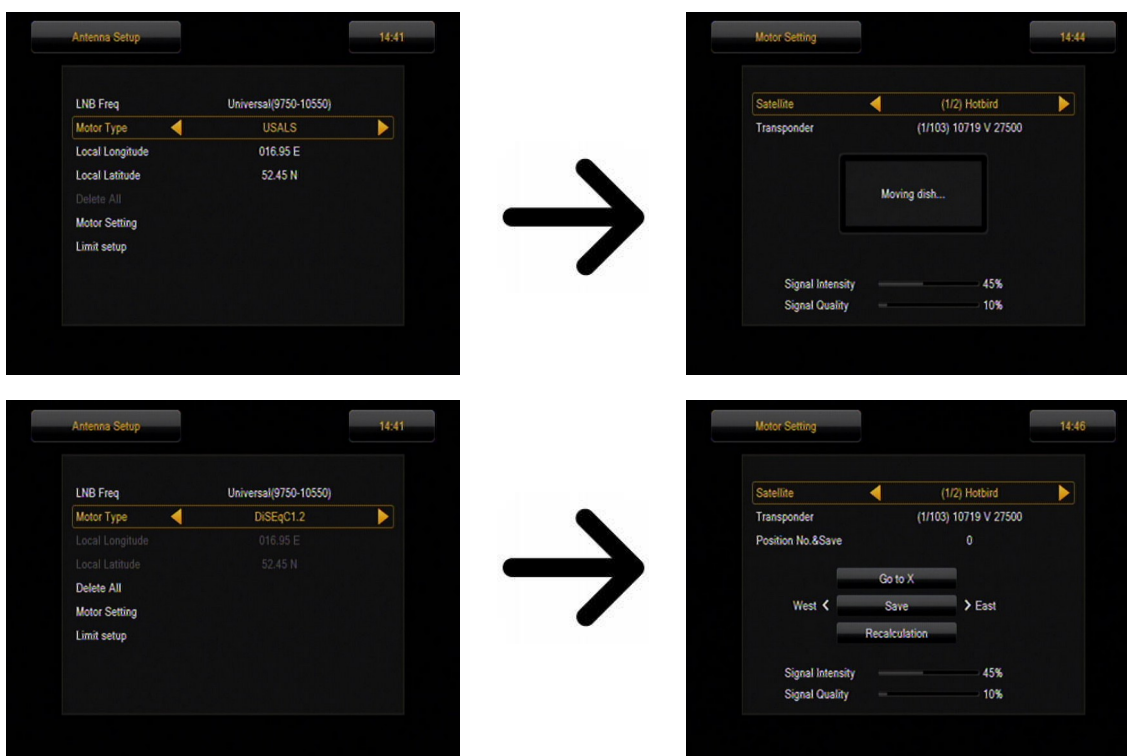 Antenna Setup 14:41
LNB Freq Universal(9750-10550)
Motor Type USALS
Local Longitude 016.95 E
Local Latitude 52.45 N
Delete All
Motor Setting
Limit setup
Motor Setting 14:44
Satellite (1/2) Hotbird
Transponder (1/103) 10719 V 27500
Moving dish...
Signal Intensity 45%
Signal Quality 10%
Antenna Setup 14:41
LNB Freq Universal(9750-10550)
Motor Type DiSEqC1.2
Local Longitude 016.95 E
Local Latitude 52.45 N
Delete All
Motor Setting
Limit setup
Motor Setting 14:46
Satellite (1/2) Hotbird
Transponder (1/103) 10719 V 27500
Position No.&Save 0
Go to X
West < Save > East
Recalculation
Signal Intensity 45%
Signal Quality 10%